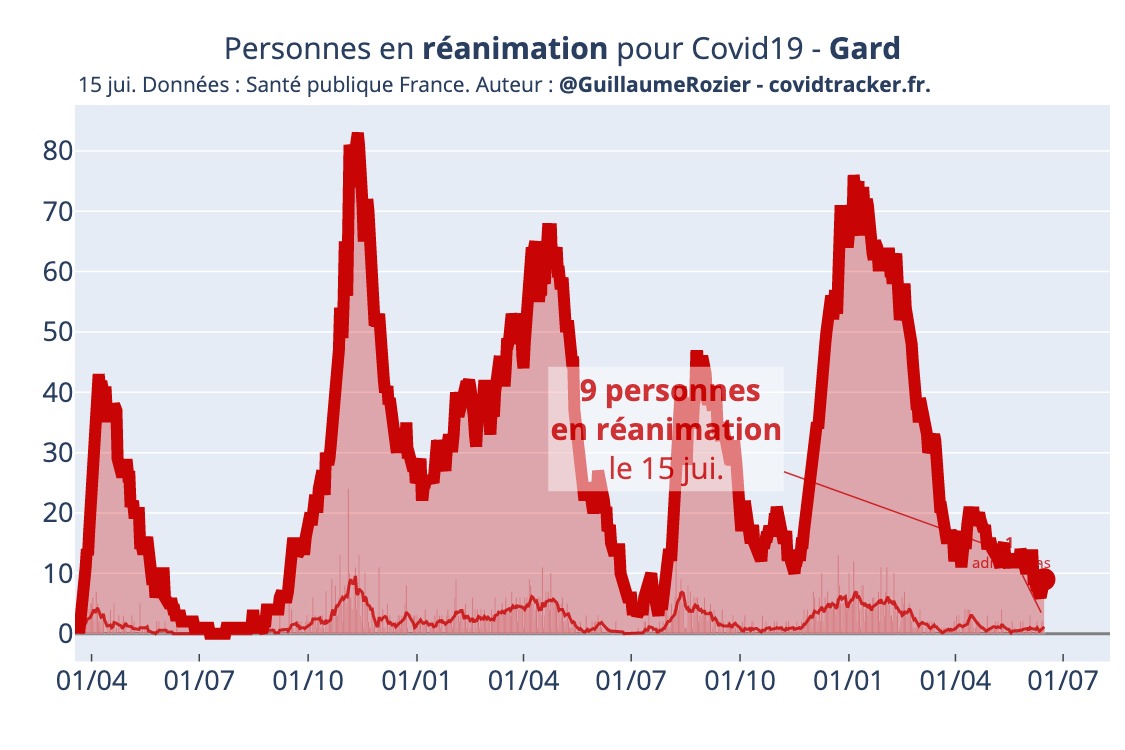 Personnes en réanimation pour Covid19 - Gard
15 jui. Données : Santé publique France. Auteur : @GuillaumeRozier - covidtracker.fr.
80
70
60
50
40
30
20
10
0
9 personnes
en réanimation
le 15 jui.
1
01/04 01/07 01/10 01/01 01/04 01/07 01/10 01/01 01/04 01/07